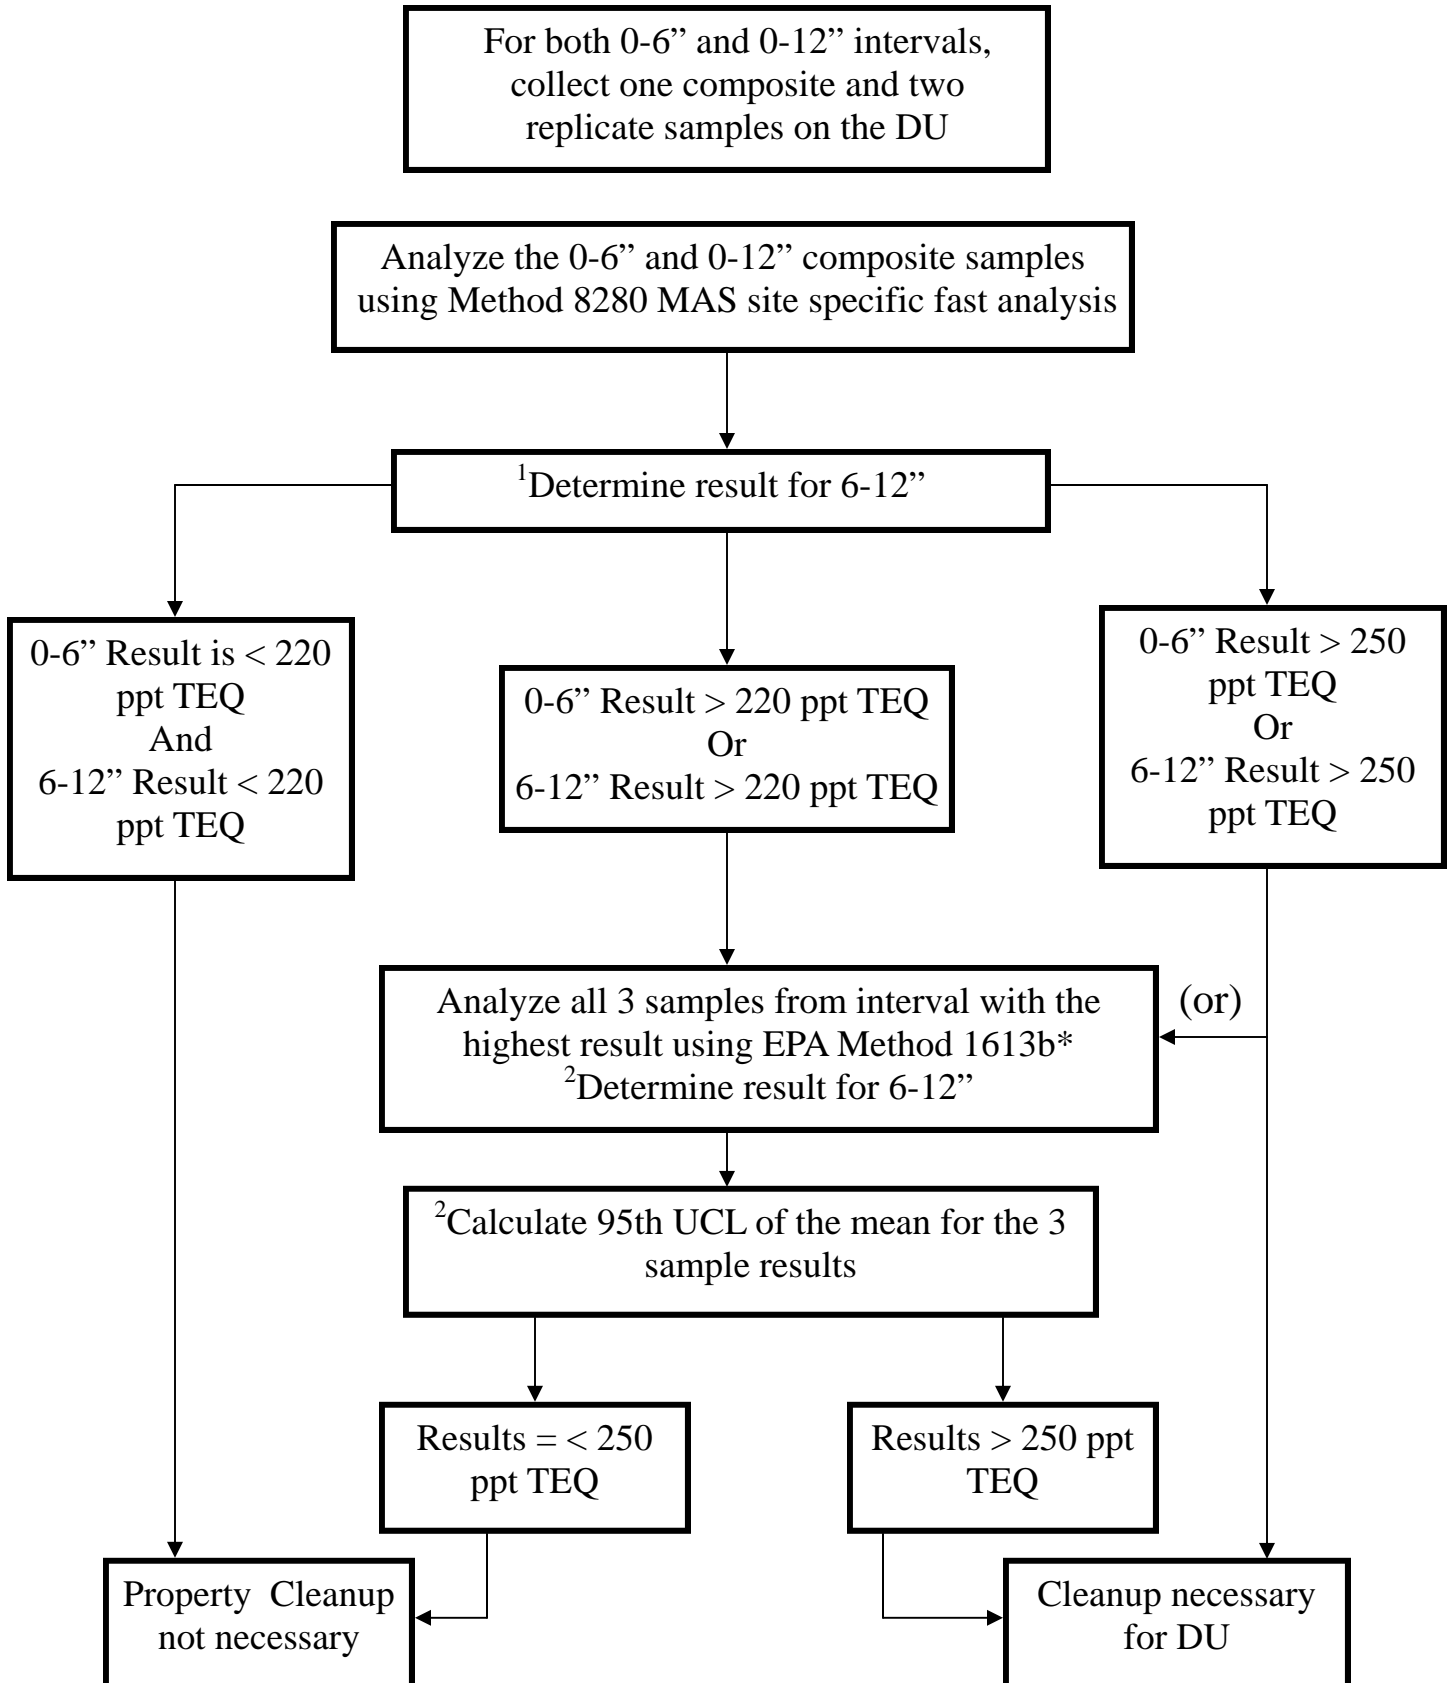 For both 0-6” and 0-12” intervals,
collect one composite and two
replicate samples on the DU
Analyze the 0-6” and 0-12” composite samples
using Method 8280 MAS site specific fast analysis
¹Determine result for 6-12”
0-6” Result is < 220
ppt TEQ
And
6-12” Result < 220
ppt TEQ
0-6” Result > 220 ppt TEQ
Or
6-12” Result > 220 ppt TEQ
0-6” Result > 250
ppt TEQ
Or
6-12” Result > 250
ppt TEQ
Analyze all 3 samples from interval with the
highest result using EPA Method 1613b*
²Determine result for 6-12”
(or)
²Calculate 95th UCL of the mean for the 3
sample results
Results = < 250
ppt TEQ
Results > 250 ppt
TEQ
Property Cleanup
not necessary
Cleanup necessary
for DU